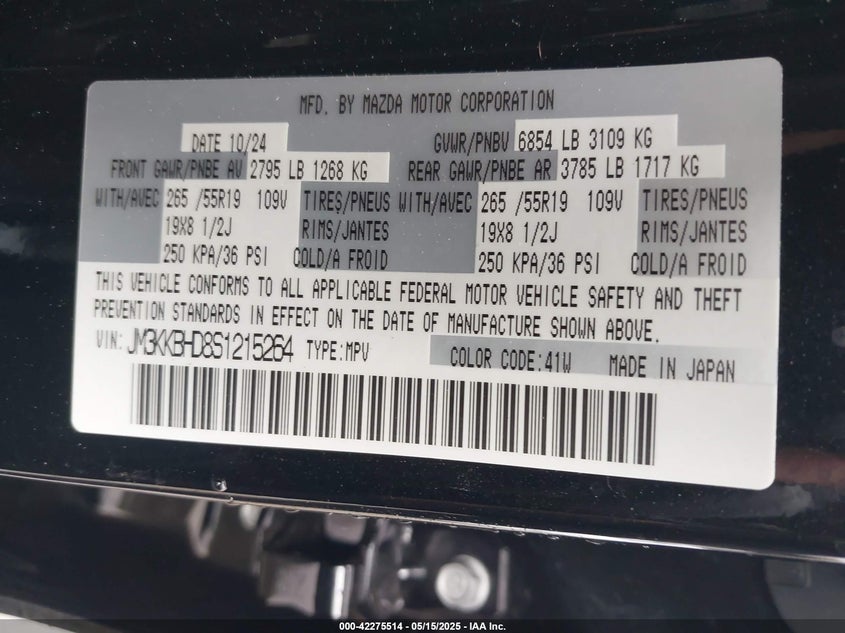 MFD. BY MAZDA MOTOR CORPORATION
DATE 10/24 GVWR/PNBV 6854 LB 3109 KG
FRONT GAWR/PNBE AV 2795 LB 1268 KG REAR GAWR/PNBE AR 3785 LB 1717 KG
WITH/AVEC 265 /55R19 109V TIRES/PNEUS WITH/AVEC 265 /55R19 109V TIRES/PNEUS
19X8 1/2J RIMS/JANTES 19X8 1/2J RIMS/JANTES
250 KPA/36 PSI COLD/A FROID 250 KPA/36 PSI COLD/A FROID
THIS VEHICLE CONFORMS TO ALL APPLICABLE FEDERAL MOTOR VEHICLE SAFETY AND THEFT
PREVENTION STANDARDS IN EFFECT ON THE DATE OF MANUFACTURE SHOWN ABOVE.
VIN: JM3KKBHD8S1215264 TYPE:MPV COLOR CODE:41W MADE IN JAPAN
000-42275514 - 05/15/2025 - IAA Inc.